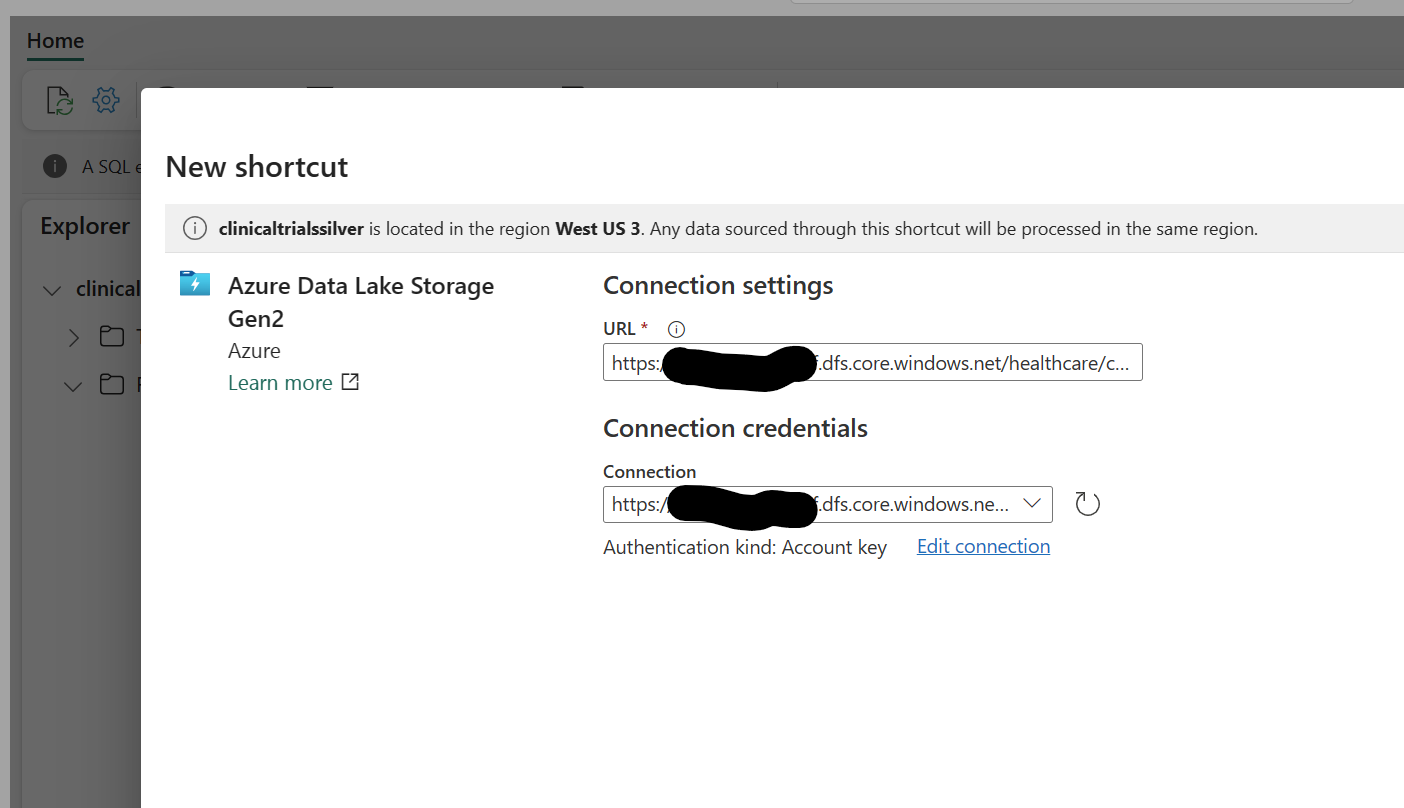 Home
A SQL e
New shortcut
clinicaltrialssilver is located in the region West US 3. Any data sourced through this shortcut will be processed in the same region.
Explorer
clinical
Azure Data Lake Storage
Gen2
Azure
Learn more
Connection settings
URL *
https:/ .dfs.core.windows.net/healthcare/c...
Connection credentials
Connection
https:/ .dfs.core.windows.ne...
Authentication kind: Account key Edit connection